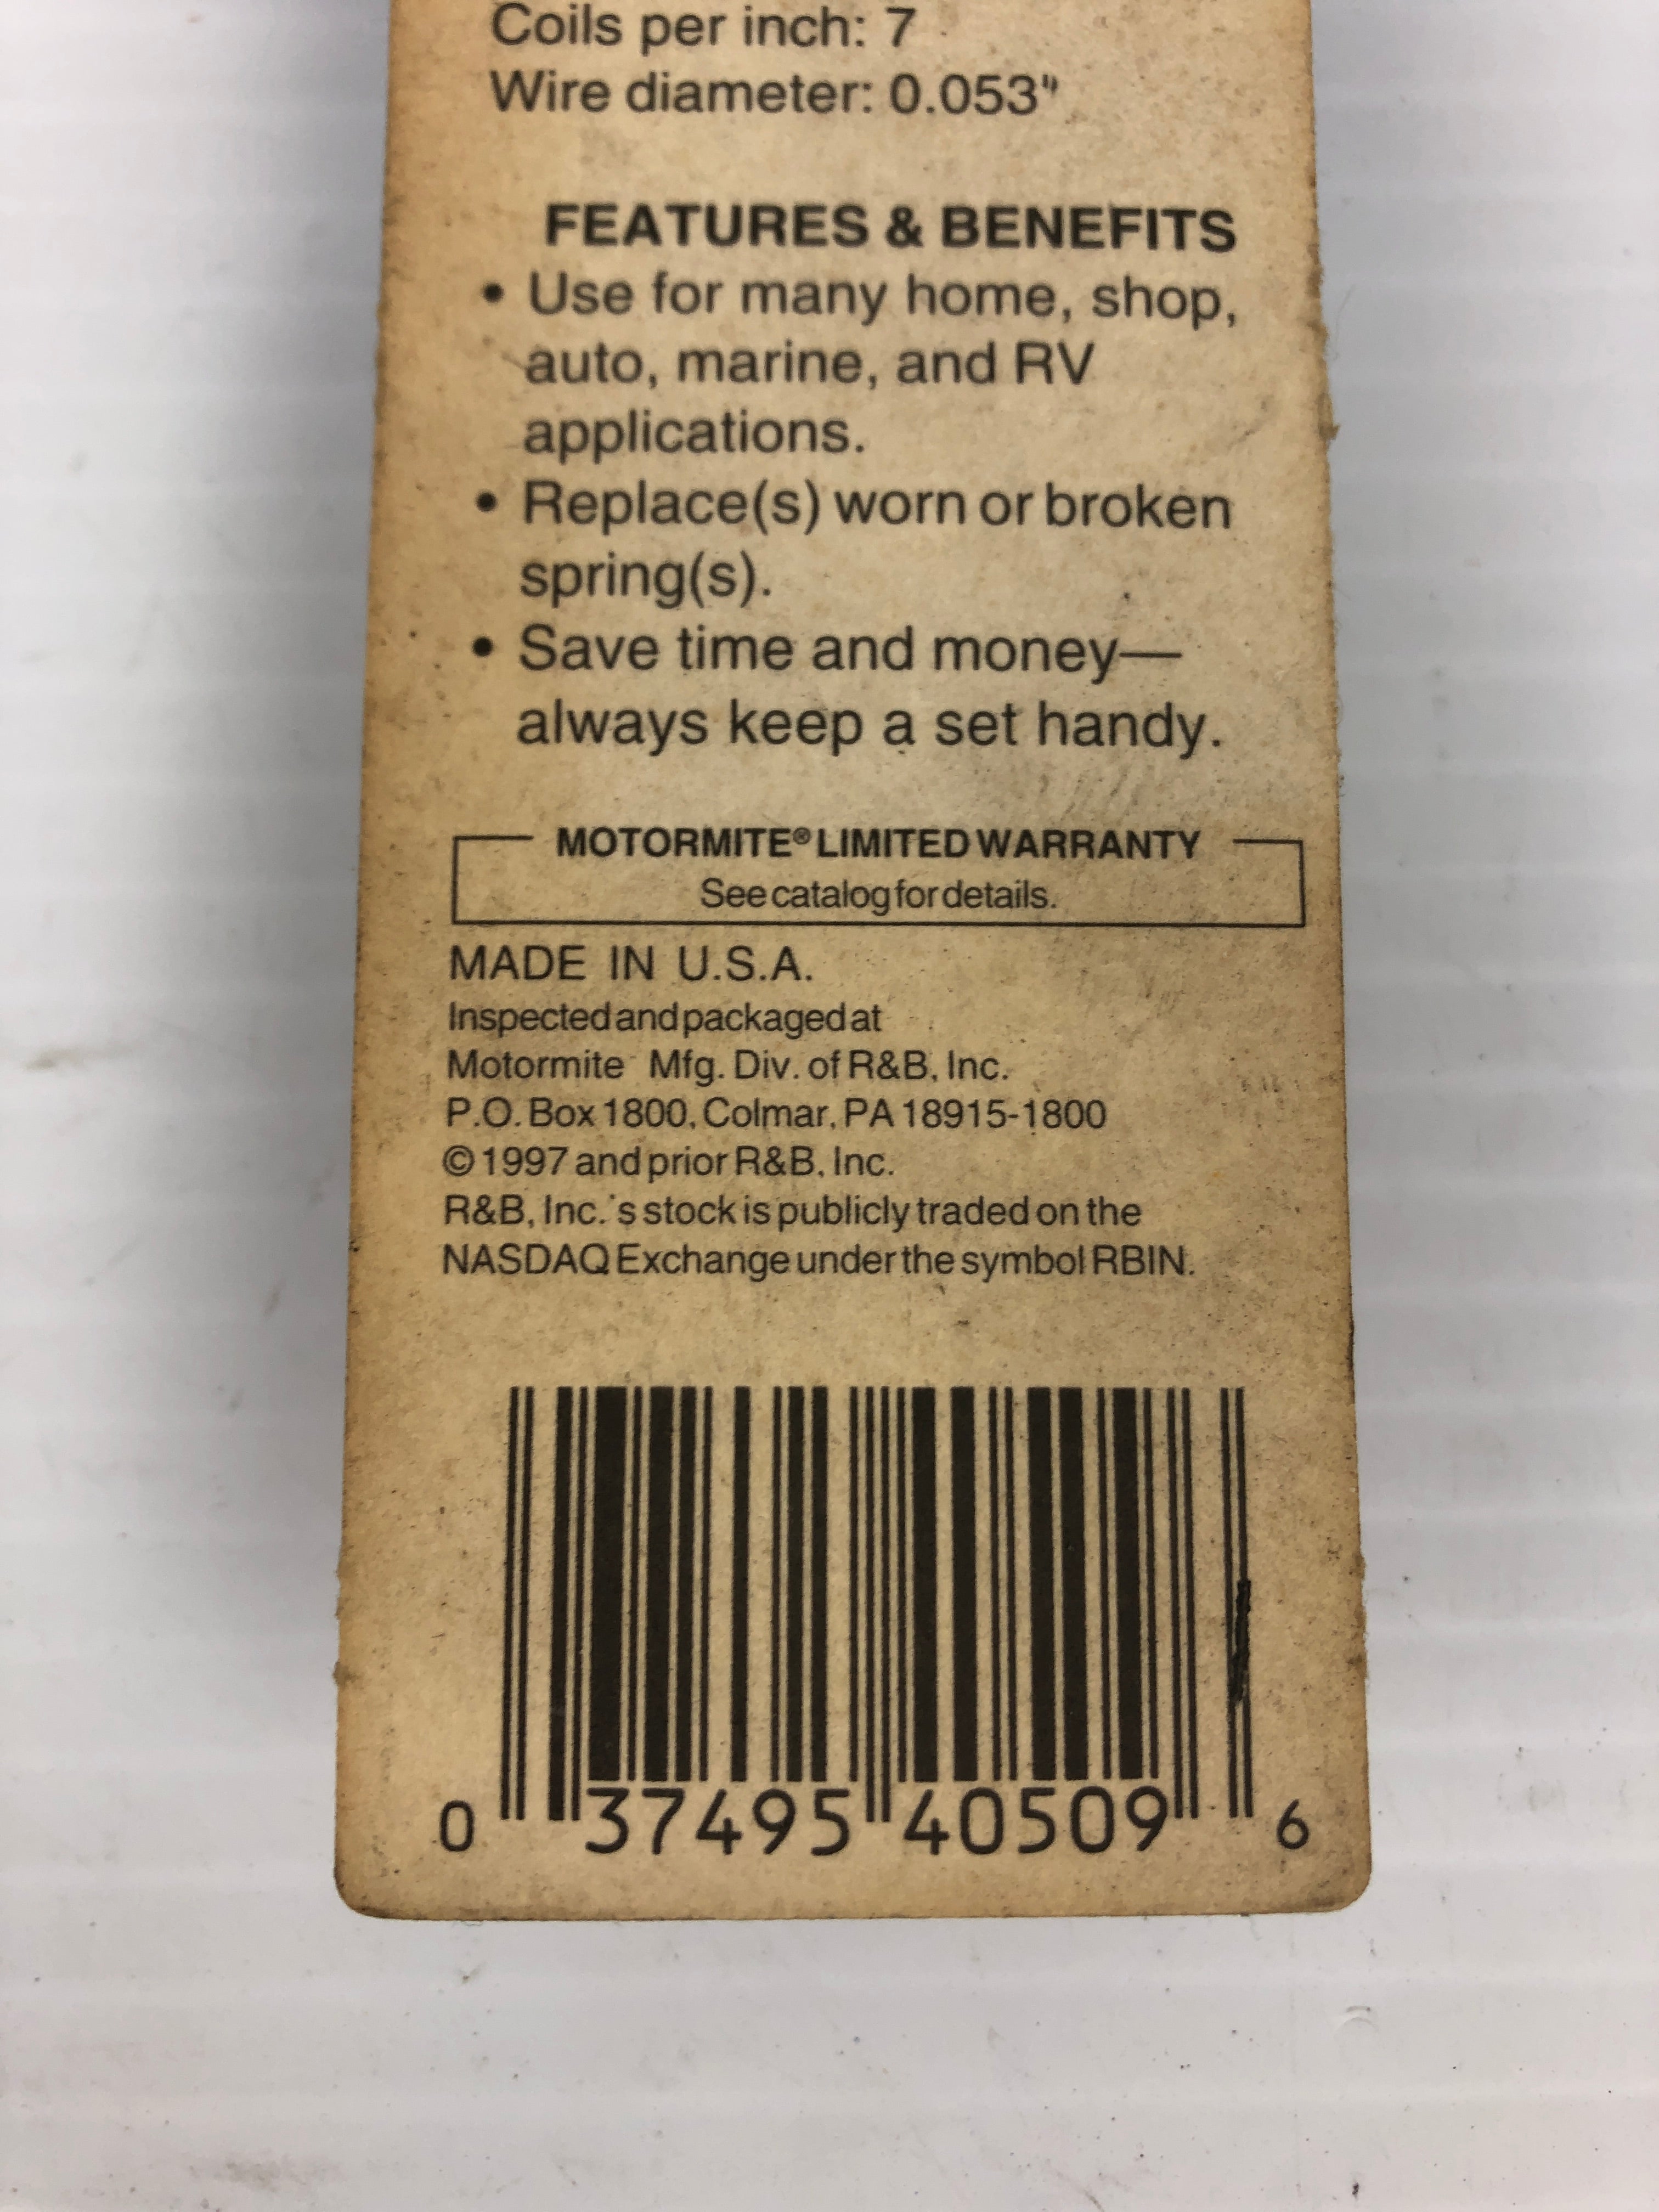 Coils per inch: 7
Wire diameter: 0.053"
FEATURES & BENEFITS
• Use for many home, shop,
auto, marine, and RV
applications.
• Replace(s) worn or broken
spring(s).
• Save time and money—
always keep a set handy.
MOTORMITE® LIMITED WARRANTY
See catalog for details.
MADE IN U.S.A.
Inspected and packaged at
Motormite Mfg. Div. of R&B, Inc.
P.O. Box 1800, Colmar, PA 18915-1800
© 1997 and prior R&B, Inc.
R&B, Inc.'s stock is publicly traded on the
NASDAQ Exchange under the symbol RBIN.
0 37495 40509 6